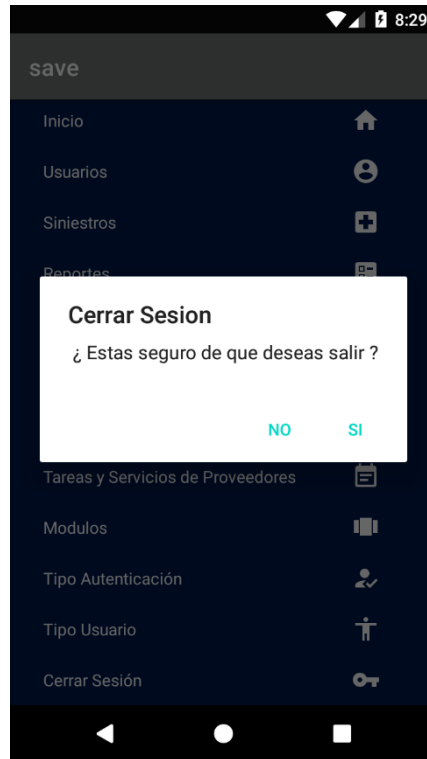 8:29
save
Inicio
Usuarios
Siniestros
Reportes
Cerrar Sesion
¿ Estas seguro de que deseas salir ?
NO SI
Tareas y Servicios de Proveedores
Modulos
Tipo Autenticación
Tipo Usuario
Cerrar Sesión